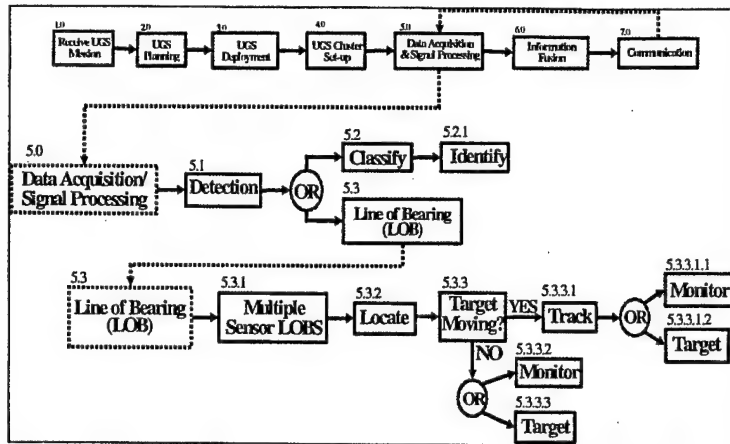 1.0
Receive UGS
Mission
2.0
UGS
Planning
3.0
UGS
Deployment
4.0
UGS Cluster
Set-up
5.0
Data Acquisition
& Signal Processing
6.0
Information
Fusion
7.0
Communication
5.0
Data Acquisition/
Signal Processing
5.1
Detection
OR
5.2
Classify
5.2.1
Identify
5.3
Line of Bearing
(LOB)
5.3
Line of Bearing
(LOB)
5.3.1
Multiple
Sensor LOBS
5.3.2
Locate
5.3.3
Target
Moving?
YES
5.3.3.1
Track
OR
5.3.3.1.1
Monitor
5.3.3.1.2
Target
NO
OR
5.3.3.2
Monitor
5.3.3.3
Target